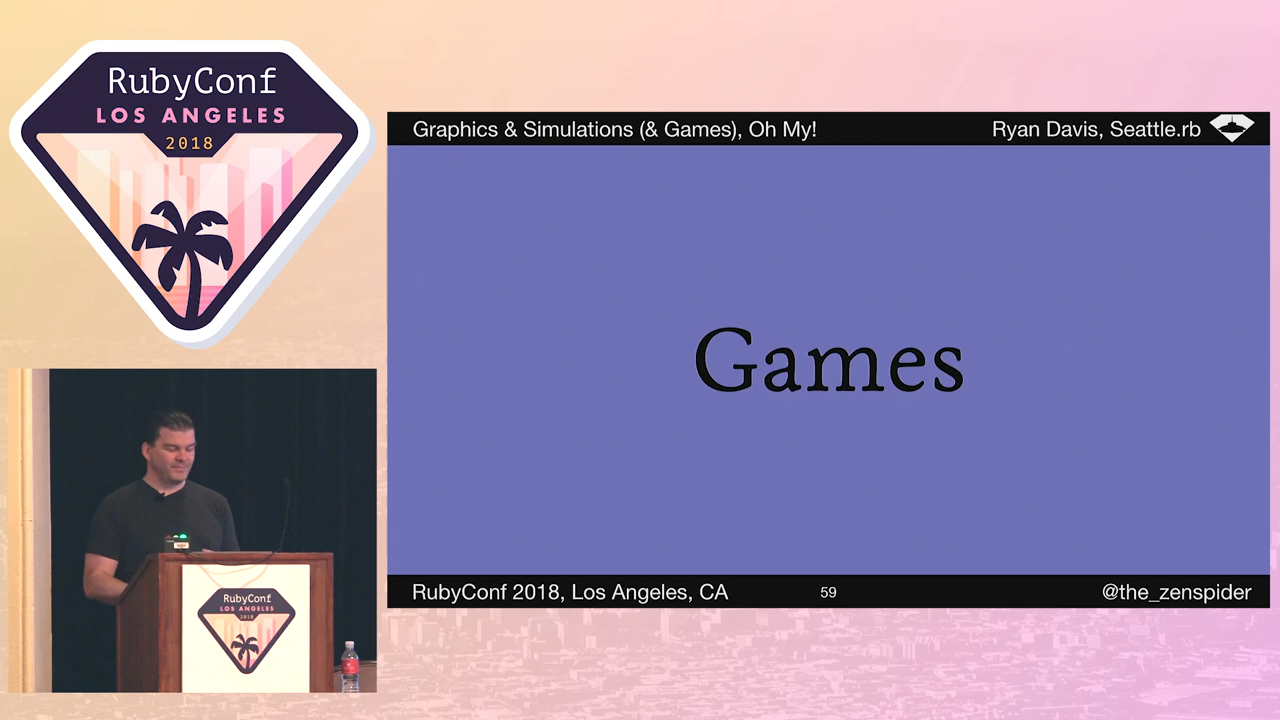 RubyConf
LOS ANGELES
2018
Graphics & Simulations (& Games), Oh My!
Ryan Davis, Seattle.rb
Games
RubyConf 2018, Los Angeles, CA
59
@the_zenspider
RubyConf
LOS ANGELES
2018